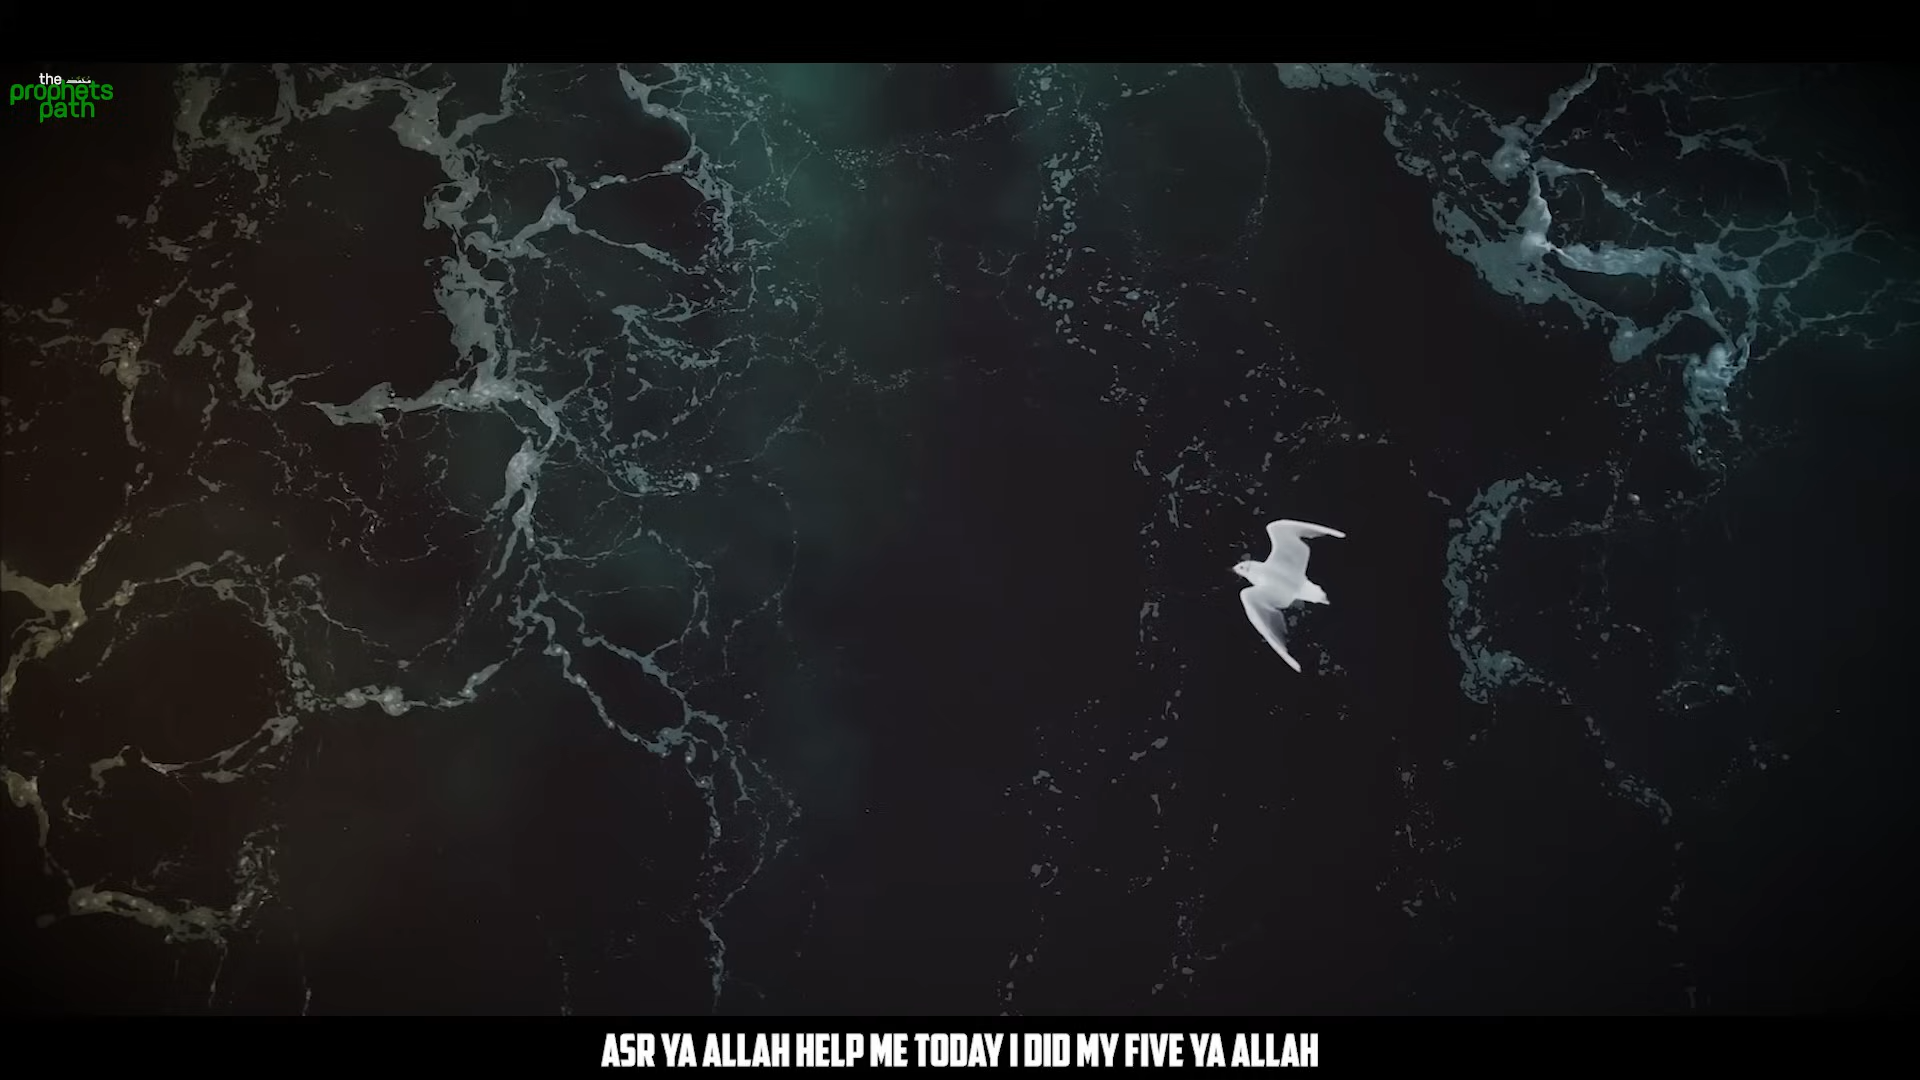 the
prophets
path
ASR YA ALLAH HELP ME TODAY I DID MY FIVE YA ALLAH